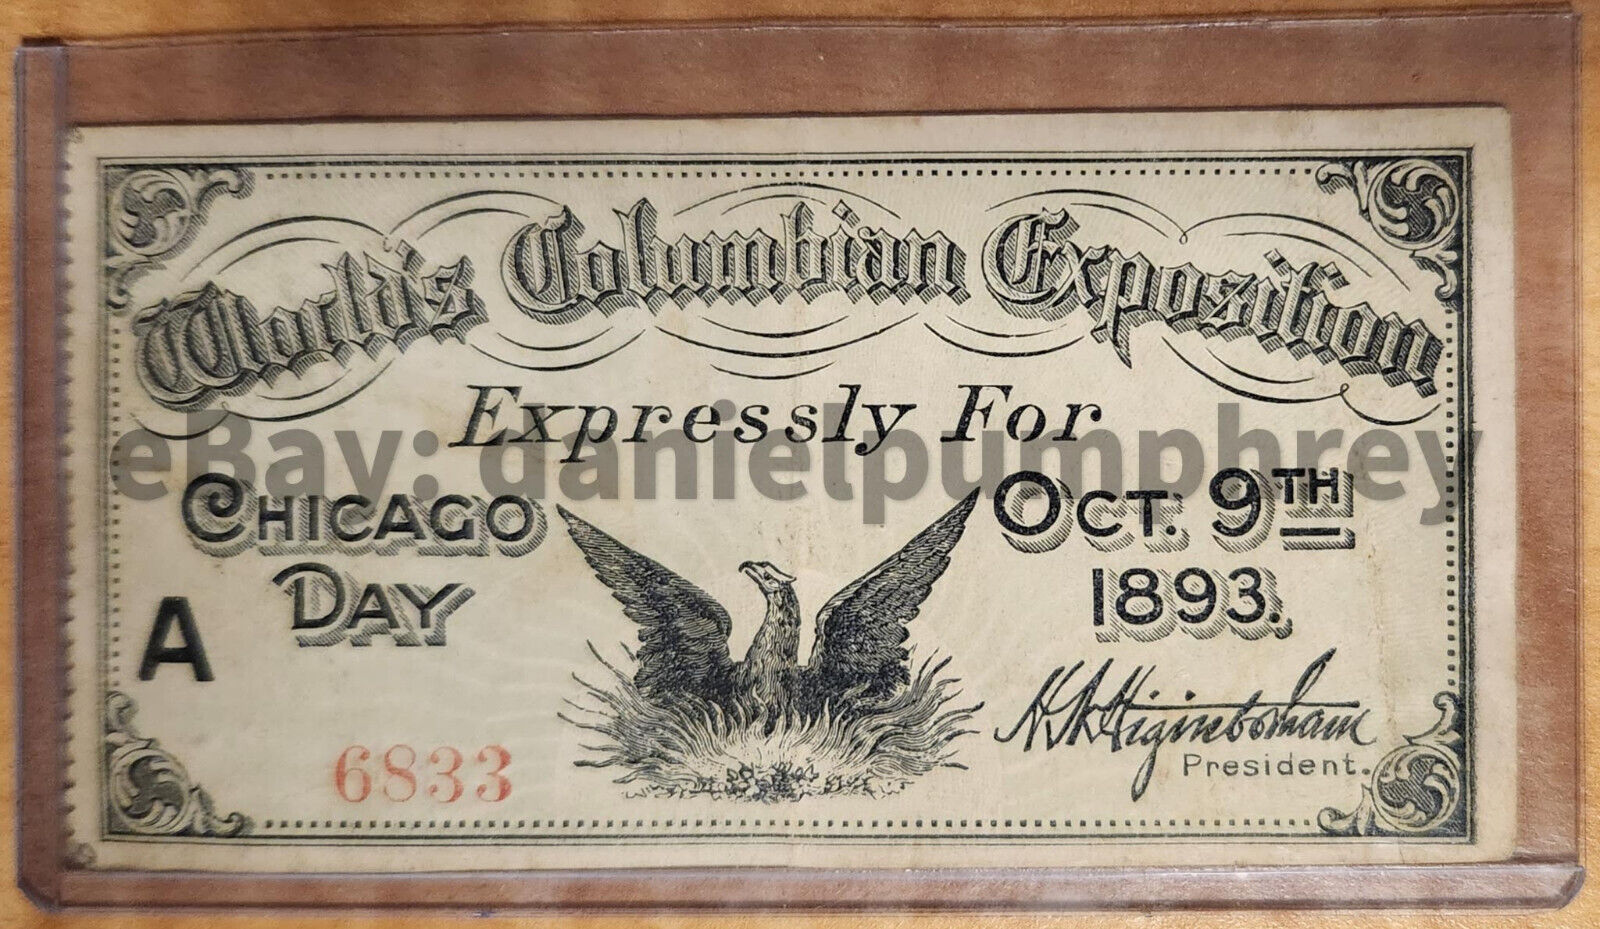 World's Columbian Exposition
Expressly For
eBay: danielpumphrey
Chicago
Day
Oct. 9TH
1893.
A
6833
H. N. Higinbotham
President.